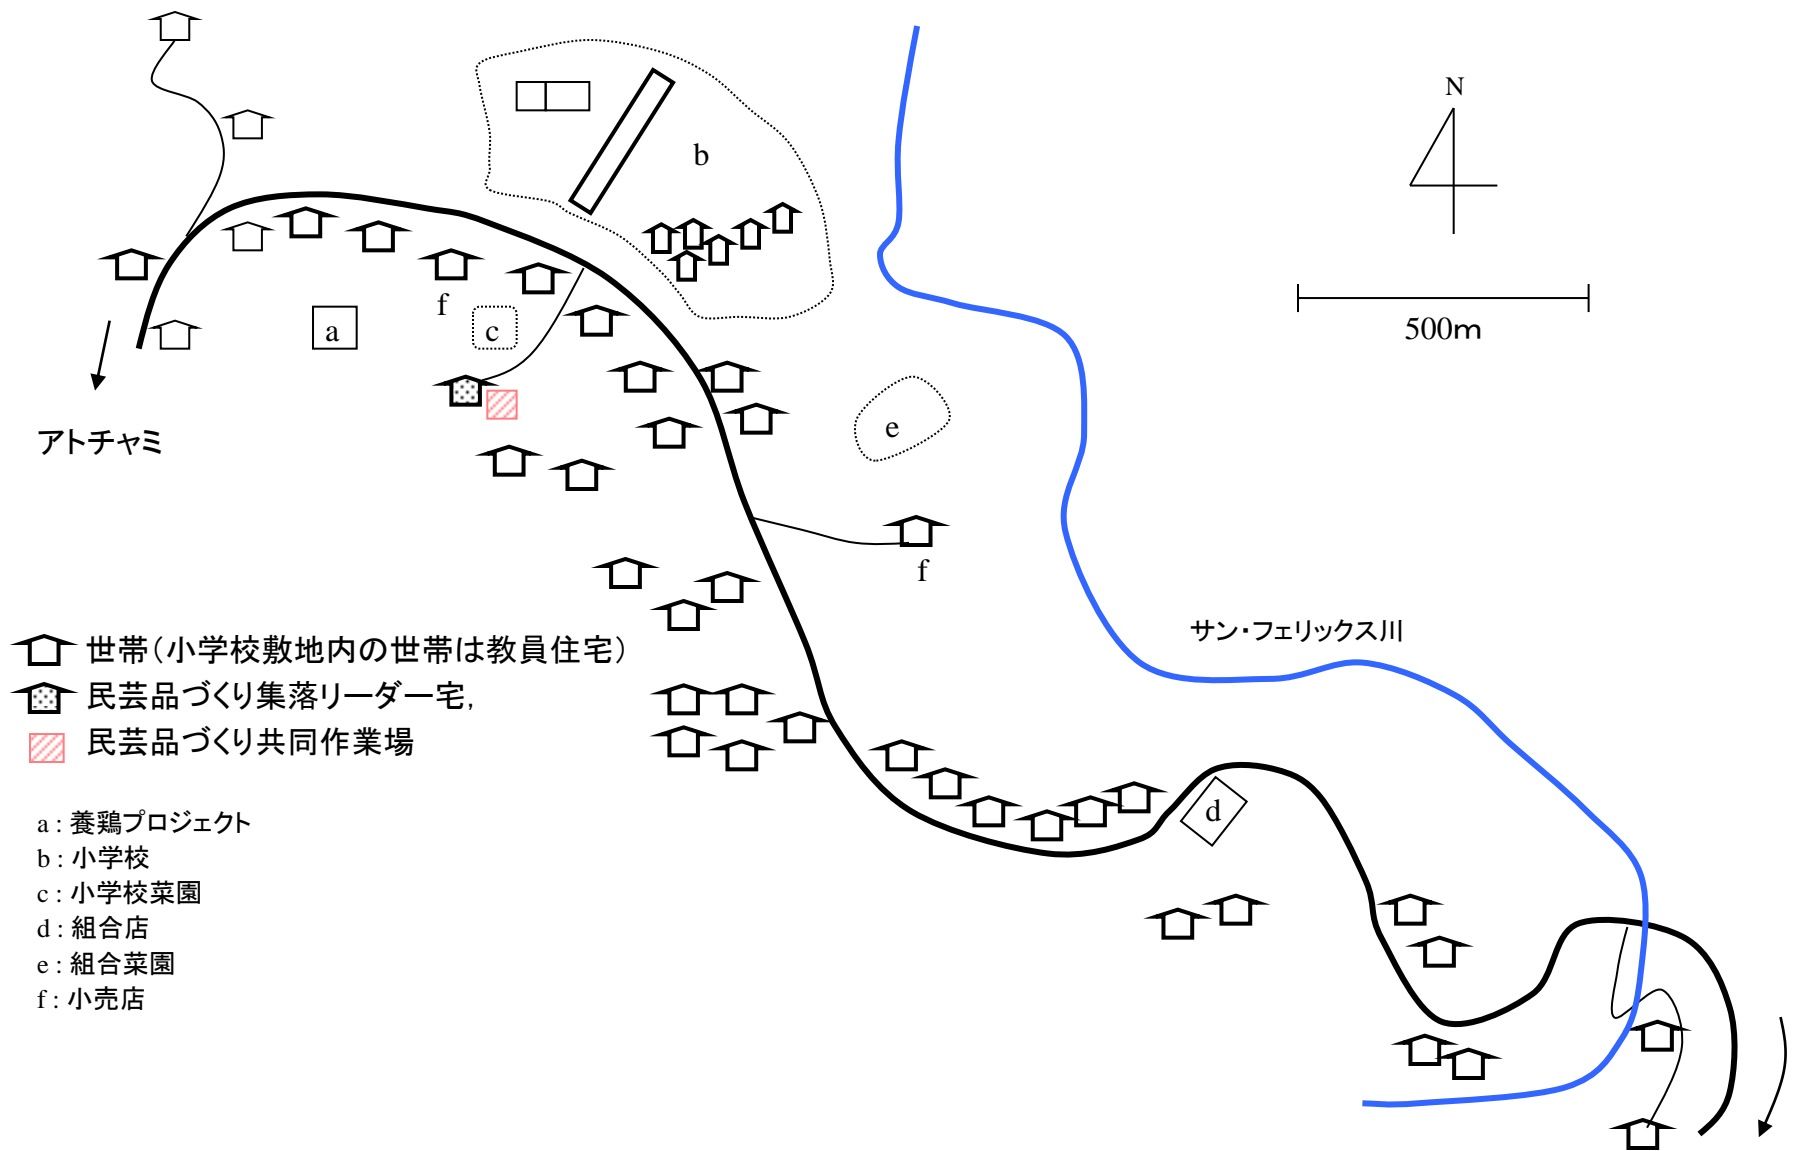 N
b
f
a
c
500m
e
アトチャミ
f
サン・フェリックス川
世帯(小学校敷地内の世帯は教員住宅)
民芸品づくり集落リーダー宅,
民芸品づくり共同作業場
d
a : 養鶏プロジェクト
b : 小学校
c : 小学校菜園
d : 組合店
e : 組合菜園
f : 小売店